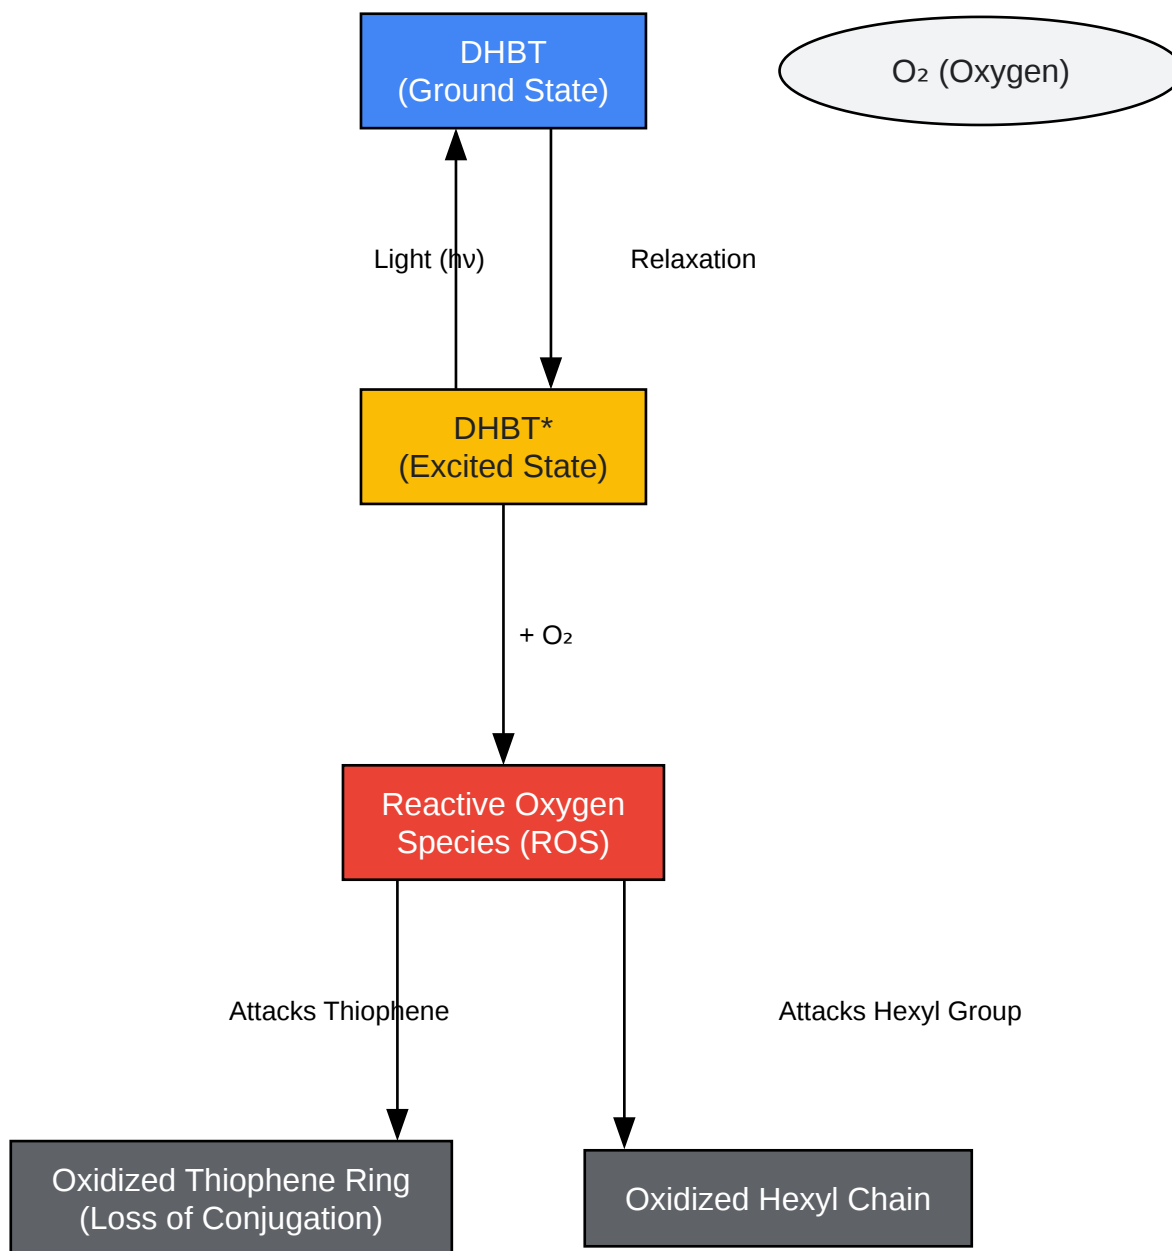 DHBT
(Ground State)
O₂ (Oxygen)
Light (hν)
Relaxation
DHBT*
(Excited State)
+ O₂
Reactive Oxygen
Species (ROS)
Attacks Thiophene
Attacks Hexyl Group
Oxidized Thiophene Ring
(Loss of Conjugation)
Oxidized Hexyl Chain